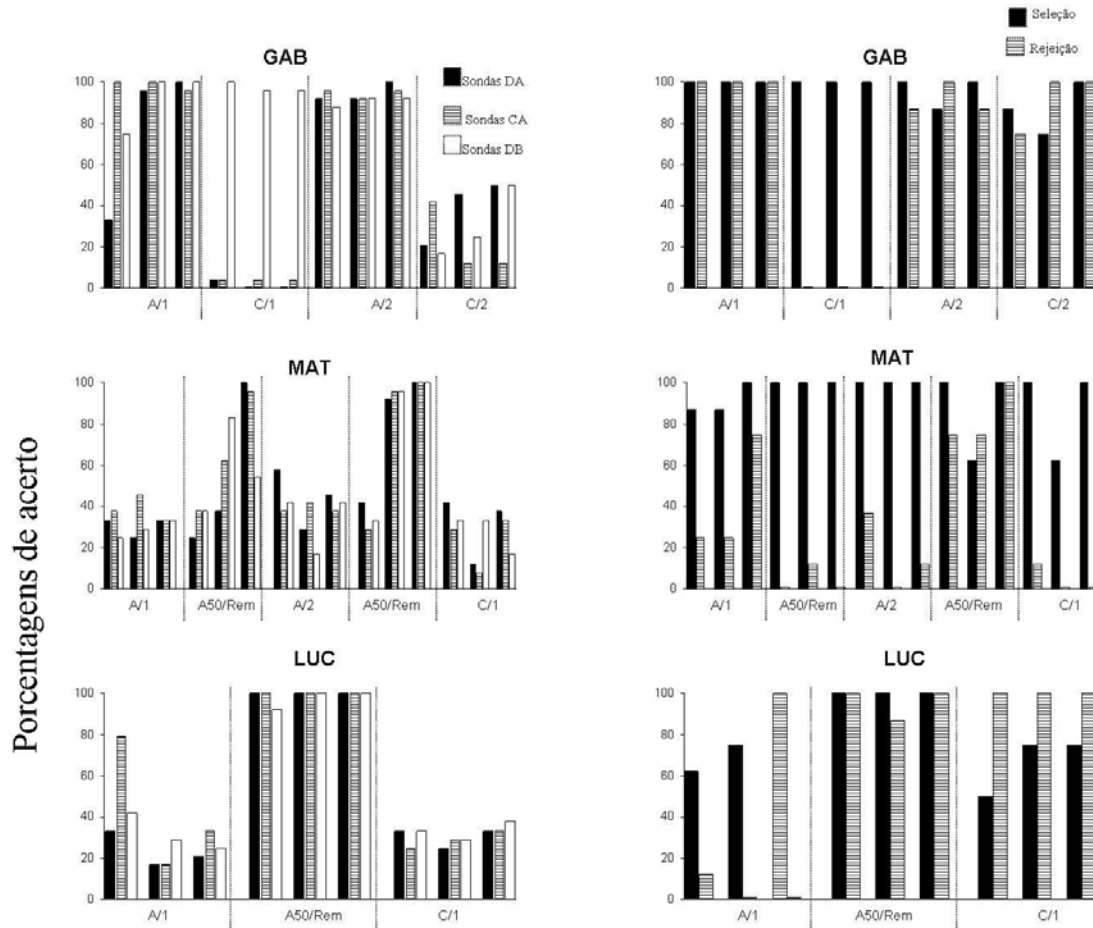 Seleção
Rejeição
GAB
Sondas DA
Sondas CA
Sondas DB
100
80
60
40
20
0
A/1 C/1 A/2 C/2
GAB
100
80
60
40
20
0
A/1 C/1 A/2 C/2
Porcentagens de acerto
MAT
100
80
60
40
20
0
A/1 A50/Rem A/2 A50/Rem C/1
MAT
100
80
60
40
20
0
A/1 A50/Rem A/2 A50/Rem C/1
LUC
100
80
60
40
20
0
A/1 A50/Rem C/1
LUC
100
80
60
40
20
0
A/1 A50/Rem C/1